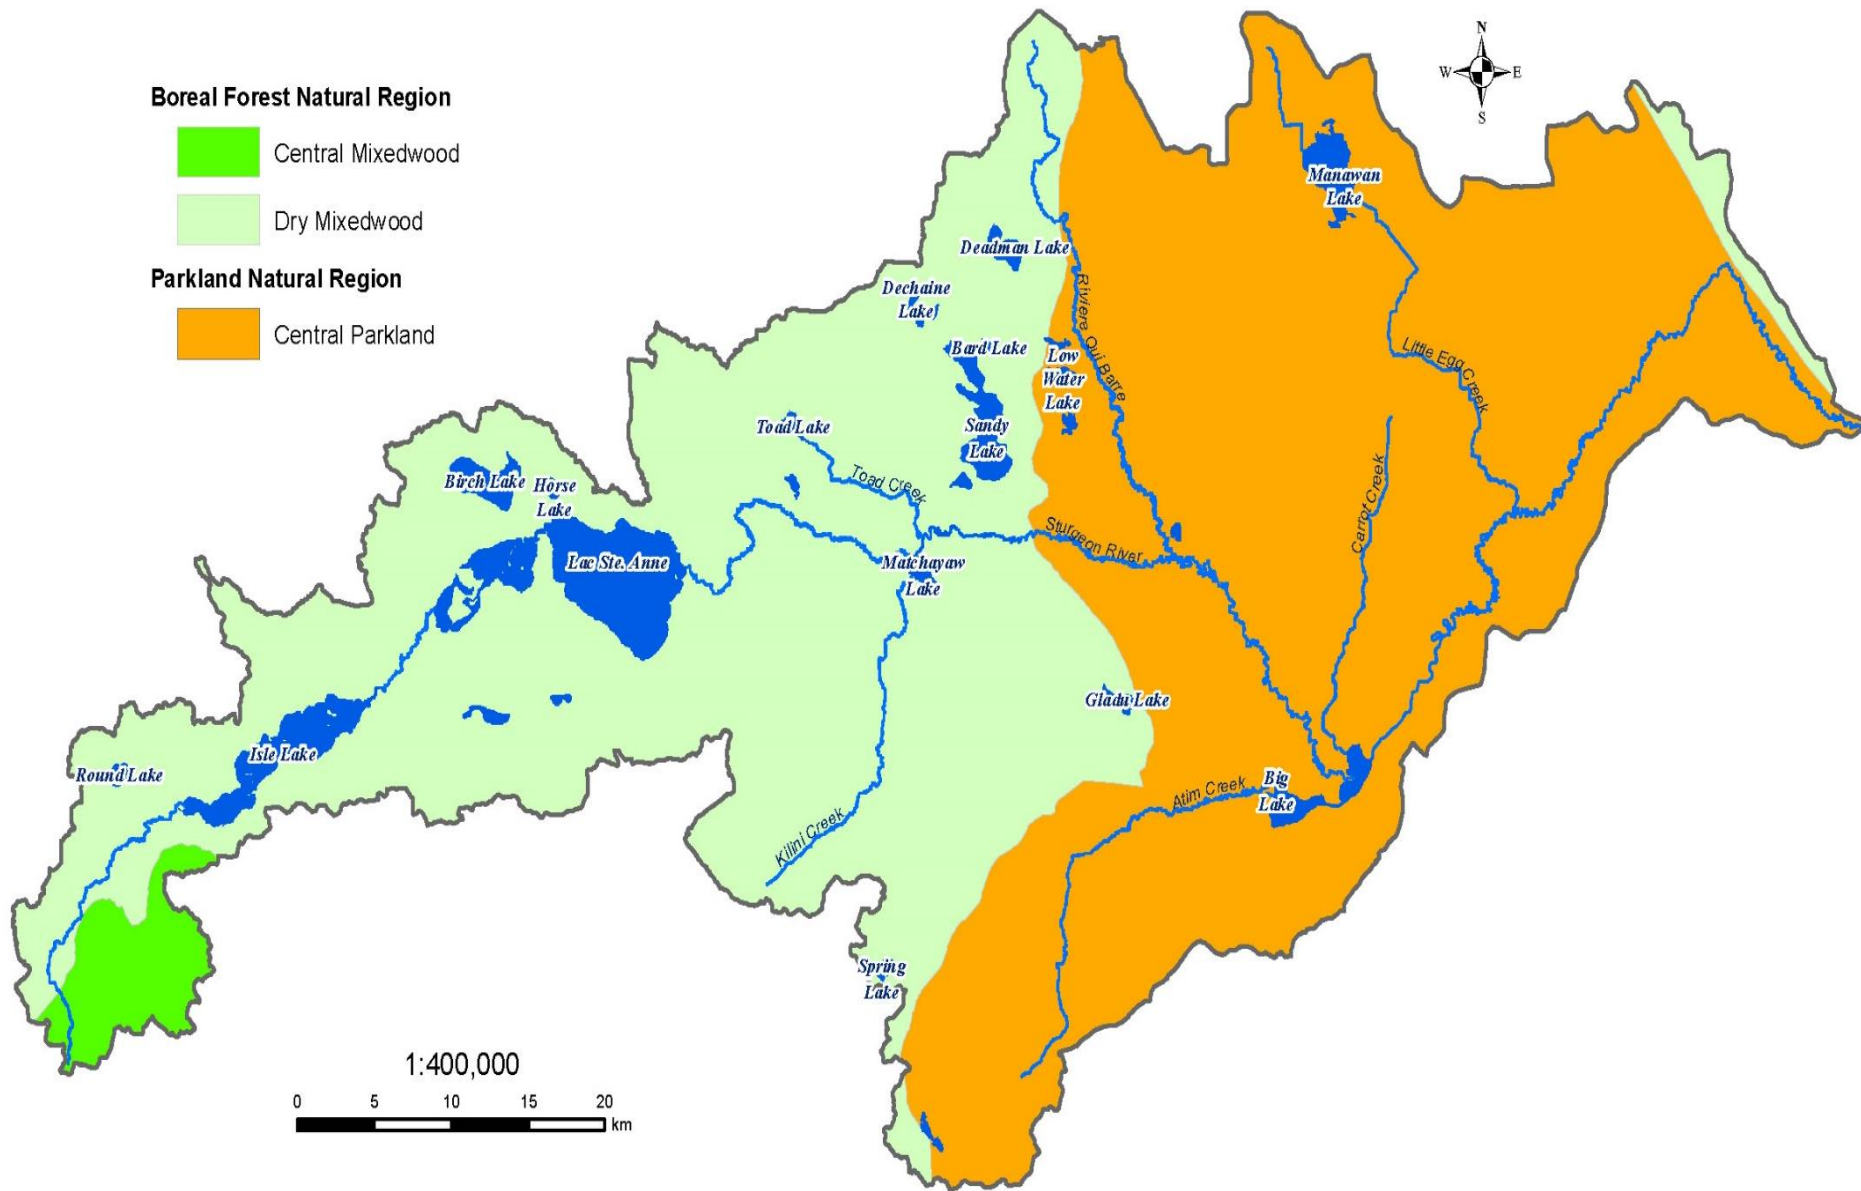 N
W E
S
Boreal Forest Natural Region
Central Mixedwood
Dry Mixedwood
Parkland Natural Region
Central Parkland
Manawan
Lake
Deadman Lake
Dechaine
Lake
Riviere Qui Barre
Bard Lake
Low
Water
Lake
Little Egg Creek
Sandy
Lake
Toad Lake
Toad Creek
Carrot Creek
Birch Lake
Horse
Lake
Sturgeon River
Lac Ste. Anne
Matchayaw
Lake
Gladu Lake
Isle Lake
Round Lake
Big
Lake
Atim Creek
Kilini Creek
Spring
Lake
1:400,000
0 5 10 15 20
km